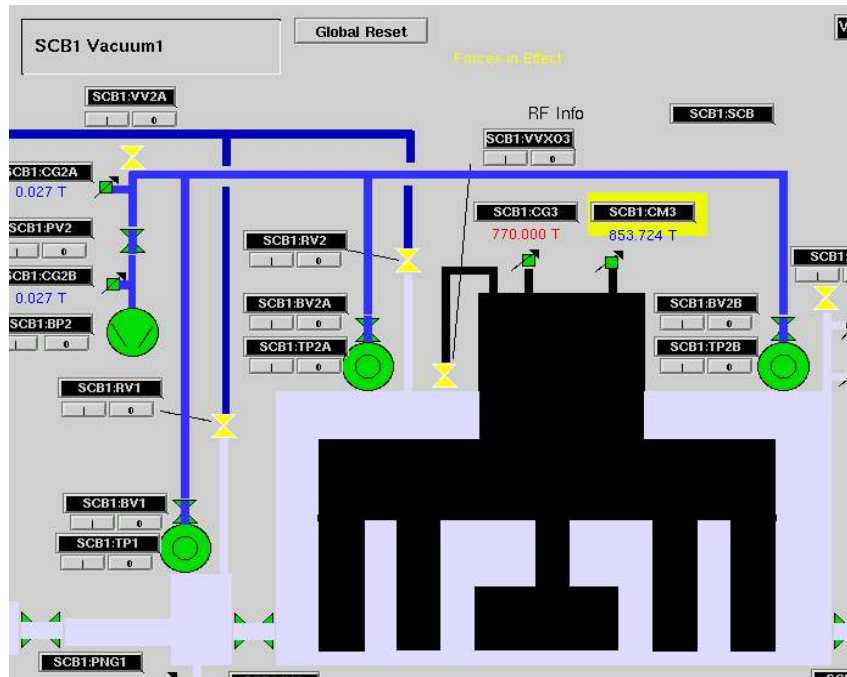 SCB1 Vacuum1
Global Reset
V
Forces in Effect
SCB1:VV2A
I 0
RF Info
SCB1:SCB
SCB1:VVXO3
I 0
SCB1:CG2A
0.027 T
SCB1:CG3
770.000 T
SCB1:CM3
853.724 T
SCB1:PV2
I 0
SCB1:RV2
I 0
SCB1:
I
SCB1:CG2B
0.027 T
SCB1:BV2A
I 0
SCB1:BV2B
I 0
SCB1:BP2
I 0
SCB1:TP2A
I 0
SCB1:TP2B
I 0
SCB1:RV1
I 0
SCB1:BV1
I 0
SCB1:TP1
I 0
SCB1:PNG1